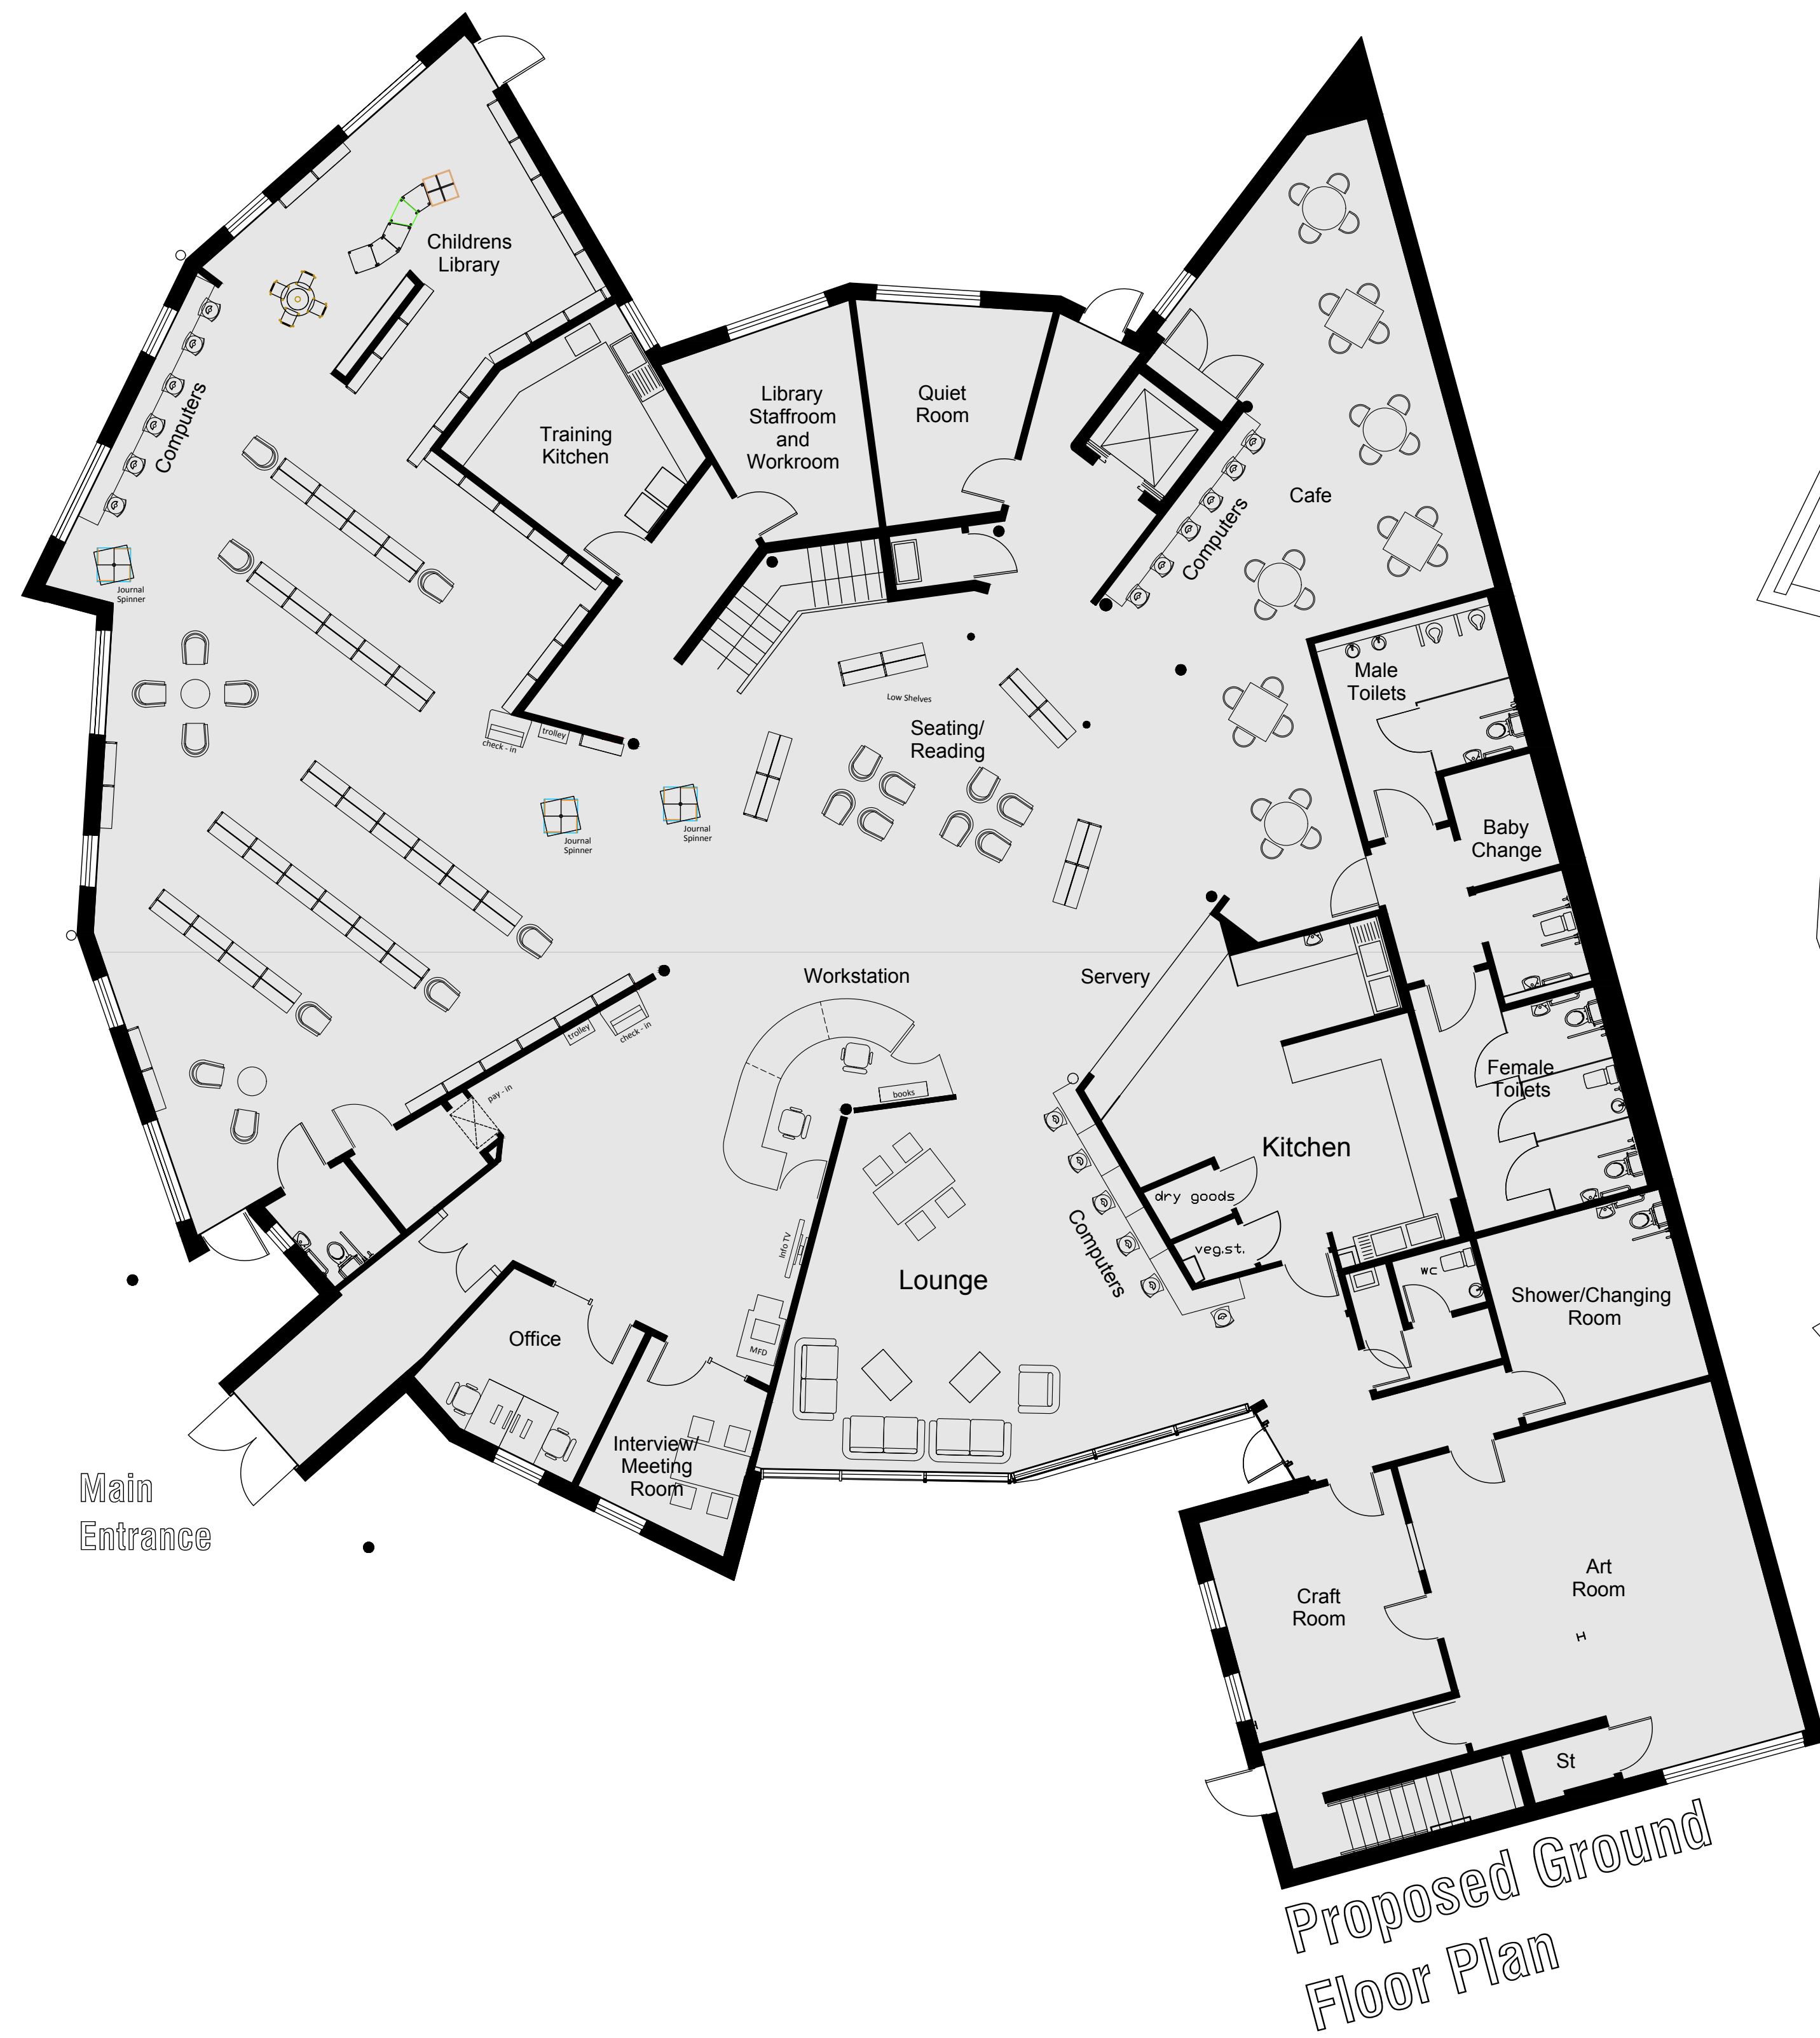 Childrens
Library
Computers
Journal
Spinner
Training
Kitchen
Library
Staffroom
and
Workroom
Quiet
Room
Computers
Cafe
Low Shelves
Seating/
Reading
check - in
trolley
Journal
Spinner
Journal
Spinner
Male
Toilets
Baby
Change
Workstation
Servery
trolley
check - in
pay - in
books
Female
Toilets
Kitchen
dry goods
veg.st.
Computers
Info TV
Lounge
MFD
Office
Interview/
Meeting
Room
wc
Shower/Changing
Room
Main
Entrance
Craft
Room
Art
Room
St
Proposed Ground
Floor Plan